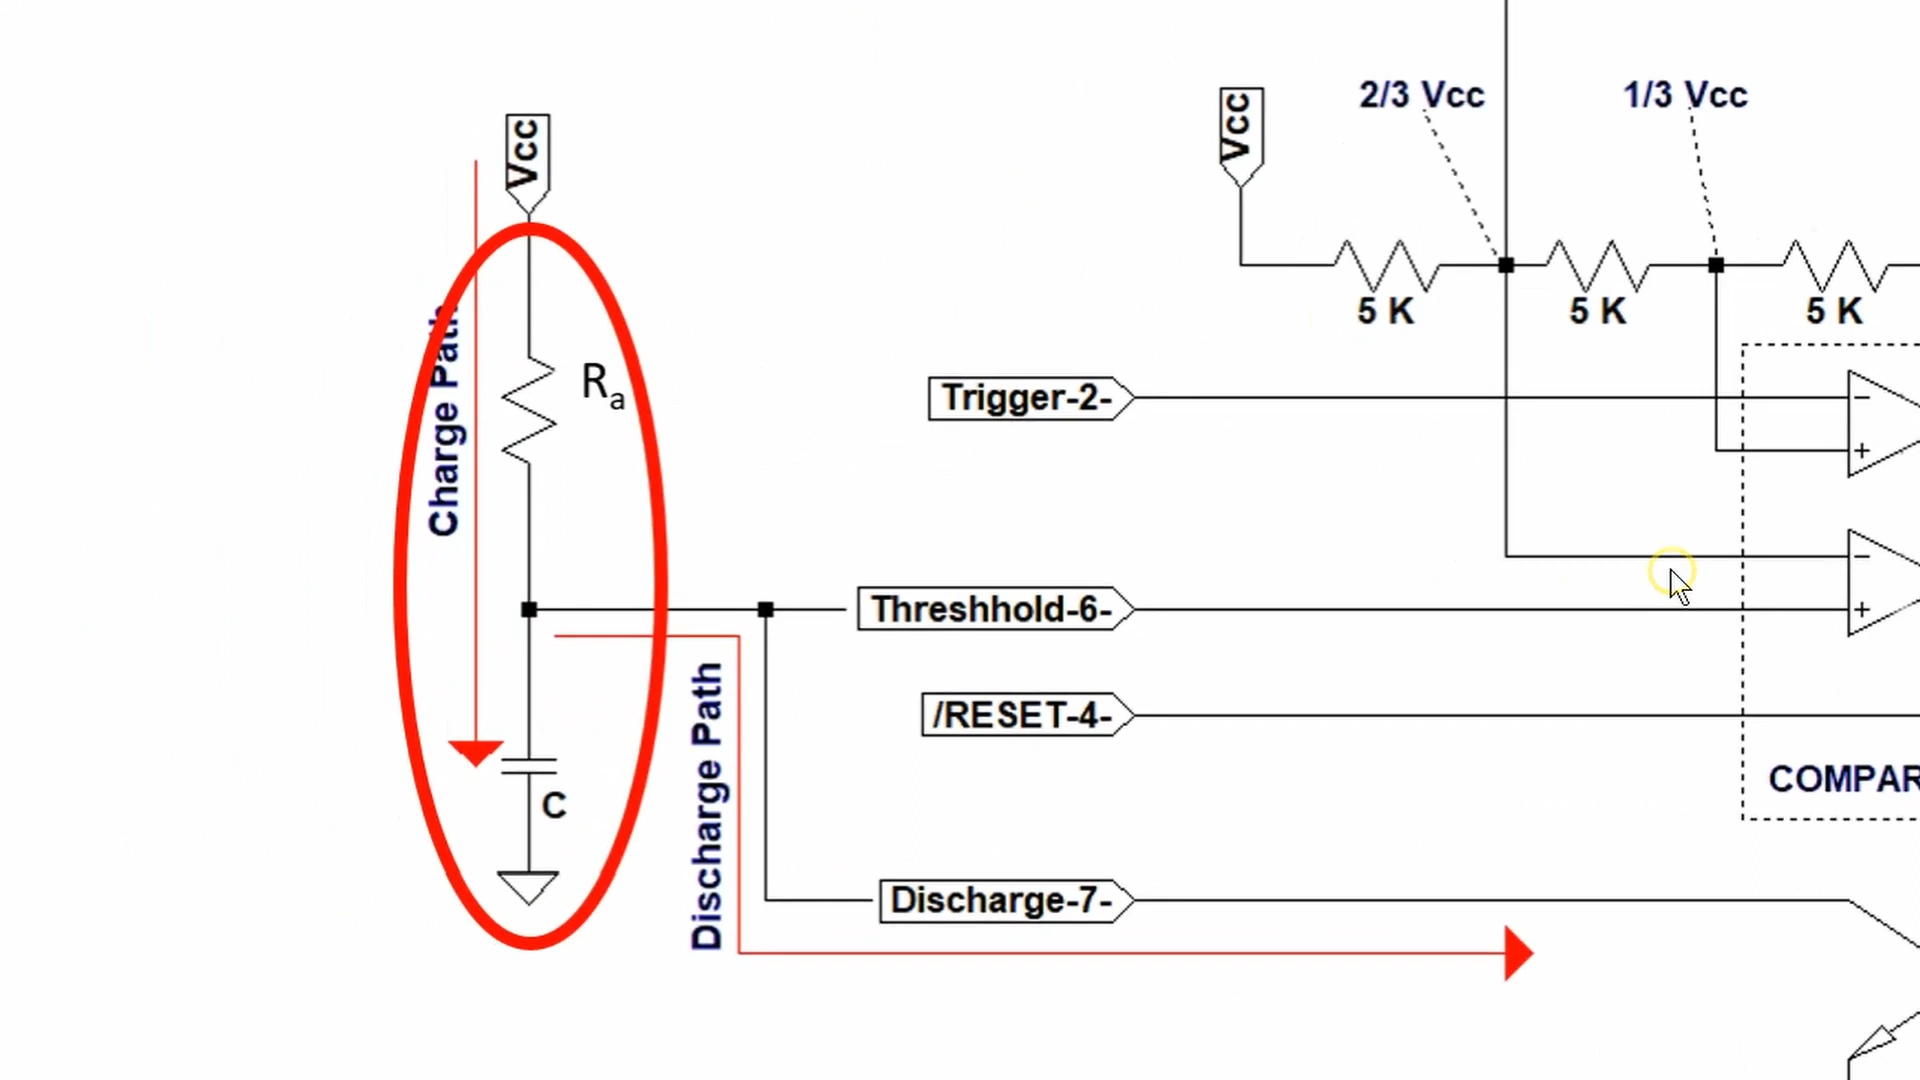 2/3 Vcc
1/3 Vcc
Vcc
Vcc
5 K
5 K
5 K
Charge Path
Ra
Trigger-2-
Threshhold-6-
/RESET-4-
COMPAR
C
Discharge Path
Discharge-7-